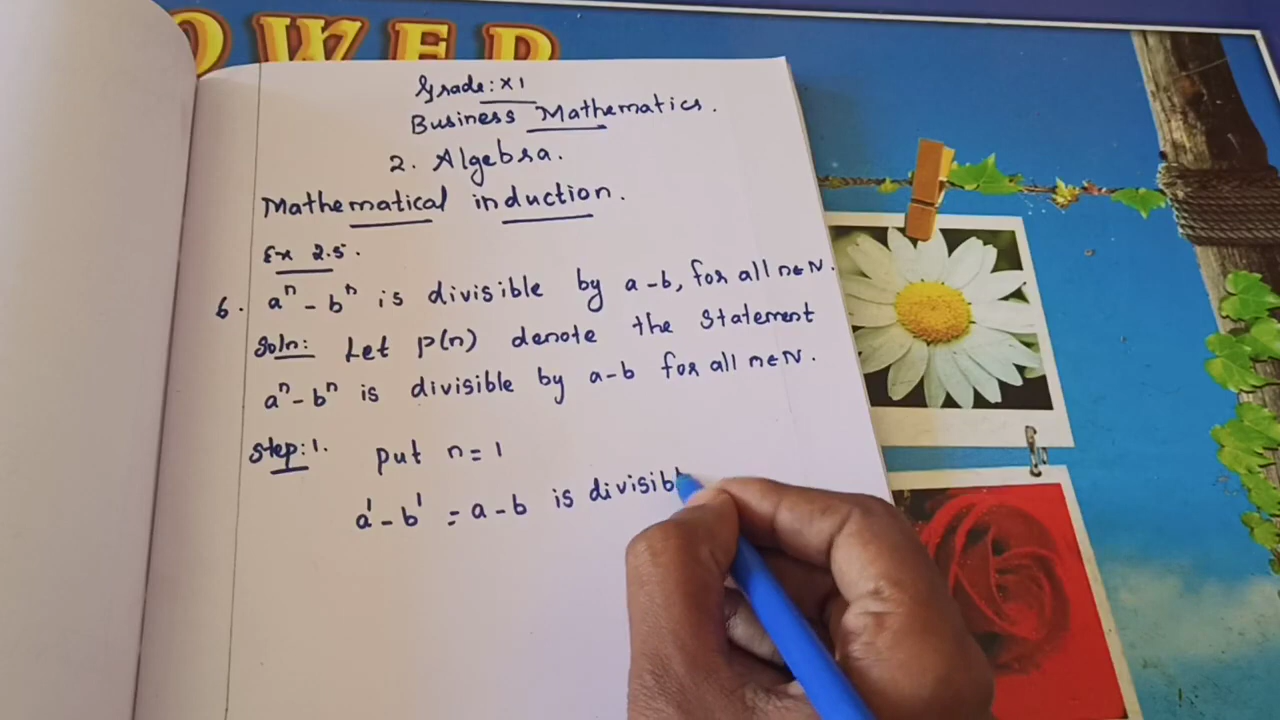 OWER
Grade: XI
Business Mathematics.
2. Algebra.
Mathematical induction.
Ex 2.5.
6. aⁿ - bⁿ is divisible by a-b, for all n∈N.
Soln: Let P(n) denote the statement
aⁿ - bⁿ is divisible by a-b for all n∈N.
Step:1. put n=1
a¹ - b¹ = a-b is divisibl